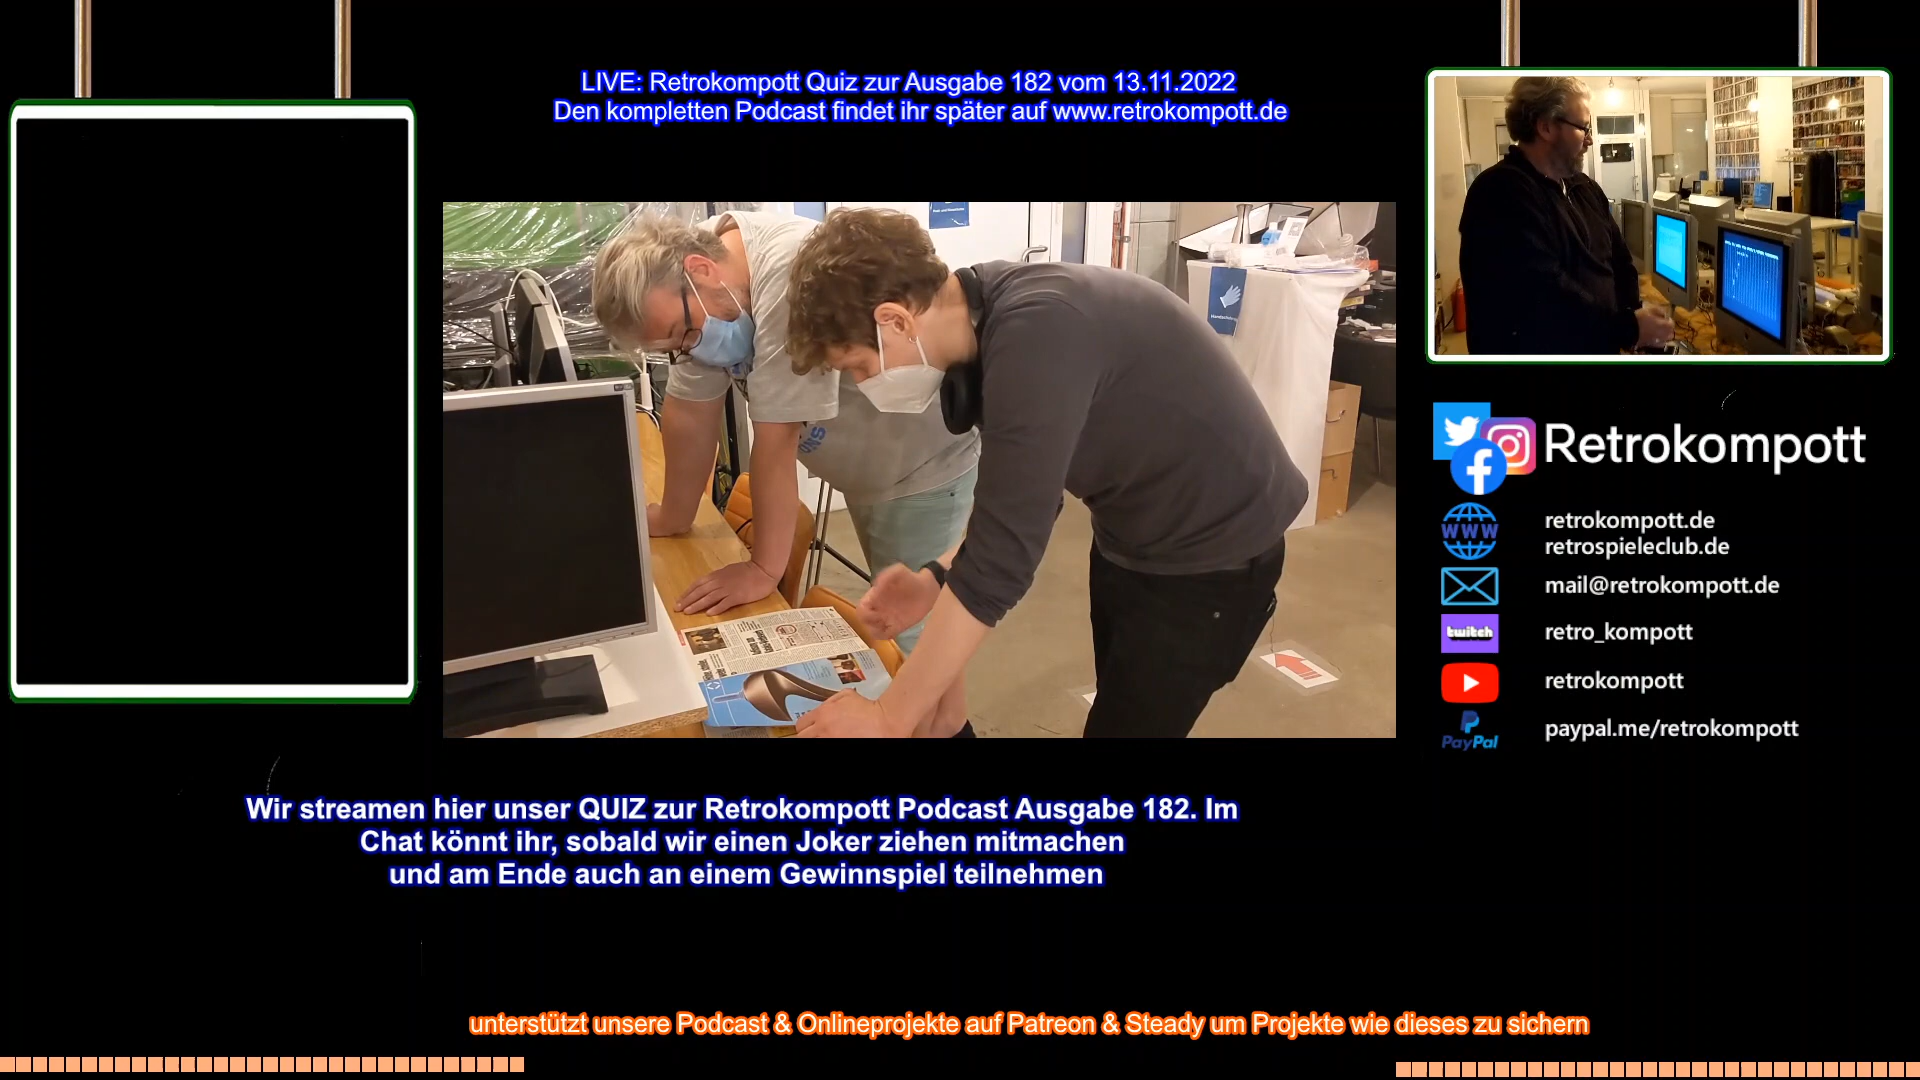 LIVE: Retrokompott Quiz zur Ausgabe 182 vom 13.11.2022
Den kompletten Podcast findet ihr später auf www.retrokompott.de
Retrokompott
www
retrokompott.de
retrospieleclub.de
mail@retrokompott.de
twitch
retro_kompott
retrokompott
PayPal
paypal.me/retrokompott
Wir streamen hier unser QUIZ zur Retrokompott Podcast Ausgabe 182. Im
Chat könnt ihr, sobald wir einen Joker ziehen mitmachen
und am Ende auch an einem Gewinnspiel teilnehmen
unterstützt unsere Podcast & Onlineprojekte auf Patreon & Steady um Projekte wie dieses zu sichern